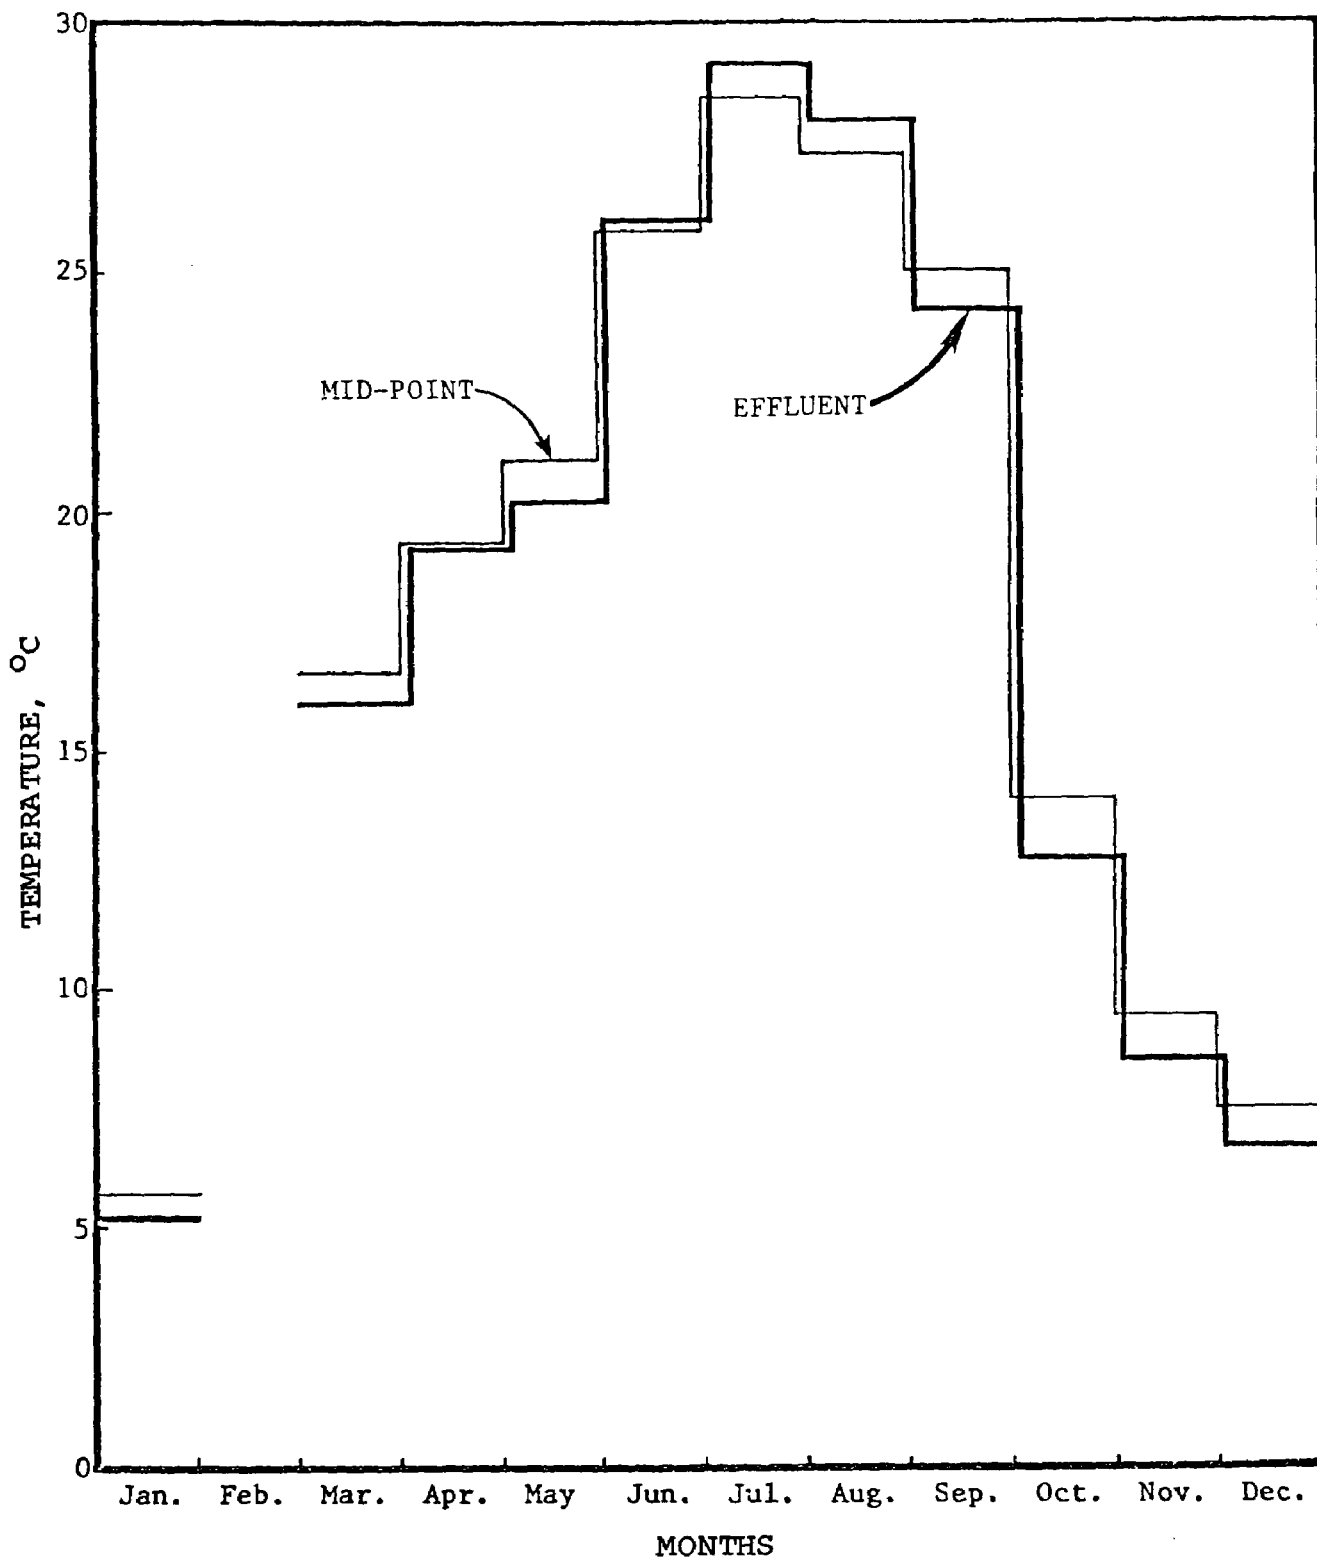 30
25
20
15
10
5
0
TEMPERATURE, °C
MID-POINT
EFFLUENT
Jan. Feb. Mar. Apr. May Jun. Jul. Aug. Sep. Oct. Nov. Dec.
MONTHS